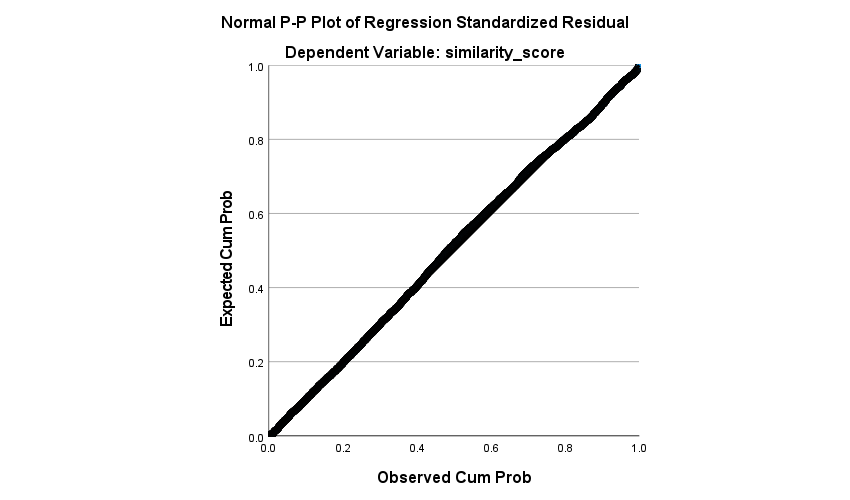 Normal P-P Plot of Regression Standardized Residual
Dependent Variable: similarity_score
1.0
0.8
0.6
0.4
0.2
0.0
Expected Cum Prob
0.0 0.2 0.4 0.6 0.8 1.0
Observed Cum Prob